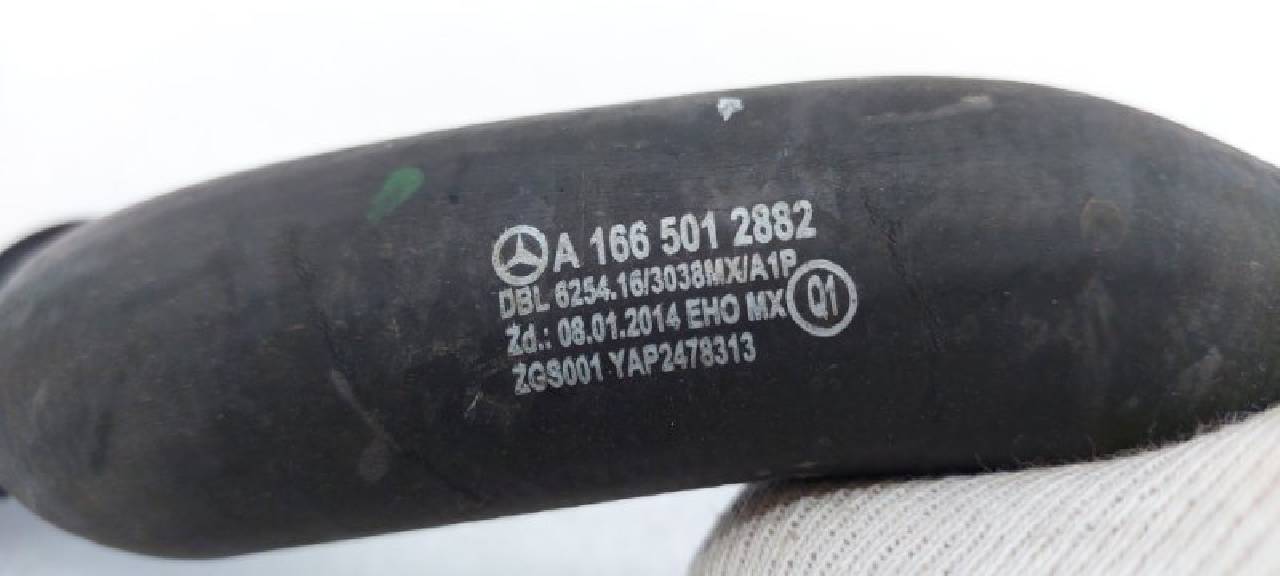 A 166 501 2882
DBL 6254.16/3038MX/A1P
Zd.: 08.01.2014 EHO MX Q1
ZGS001 YAP2478313